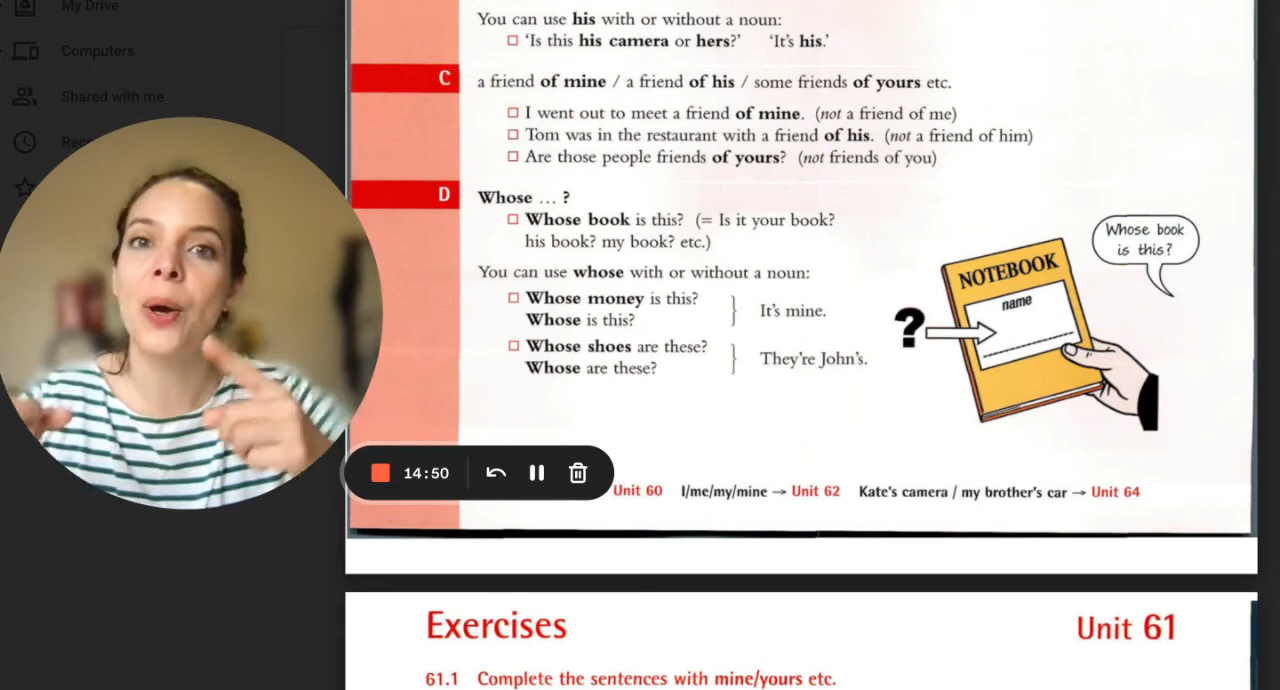 My Drive
Computers
Shared with me
You can use his with or without a noun:
□ ‘Is this his camera or hers?’ ‘It’s his.’
C
a friend of mine / a friend of his / some friends of yours etc.
□ I went out to meet a friend of mine. (not a friend of me)
□ Tom was in the restaurant with a friend of his. (not a friend of him)
□ Are those people friends of yours? (not friends of you)
D
Whose … ?
□ Whose book is this? (= Is it your book?
his book? my book? etc.)
You can use whose with or without a noun:
□ Whose money is this?
Whose is this?
It’s mine.
□ Whose shoes are these?
Whose are these?
They’re John’s.
Whose book
is this?
NOTEBOOK
name
?
14:50
Unit 60 I/me/my/mine → Unit 62 Kate’s camera / my brother’s car → Unit 64
Exercises
Unit 61
61.1 Complete the sentences with mine/yours etc.